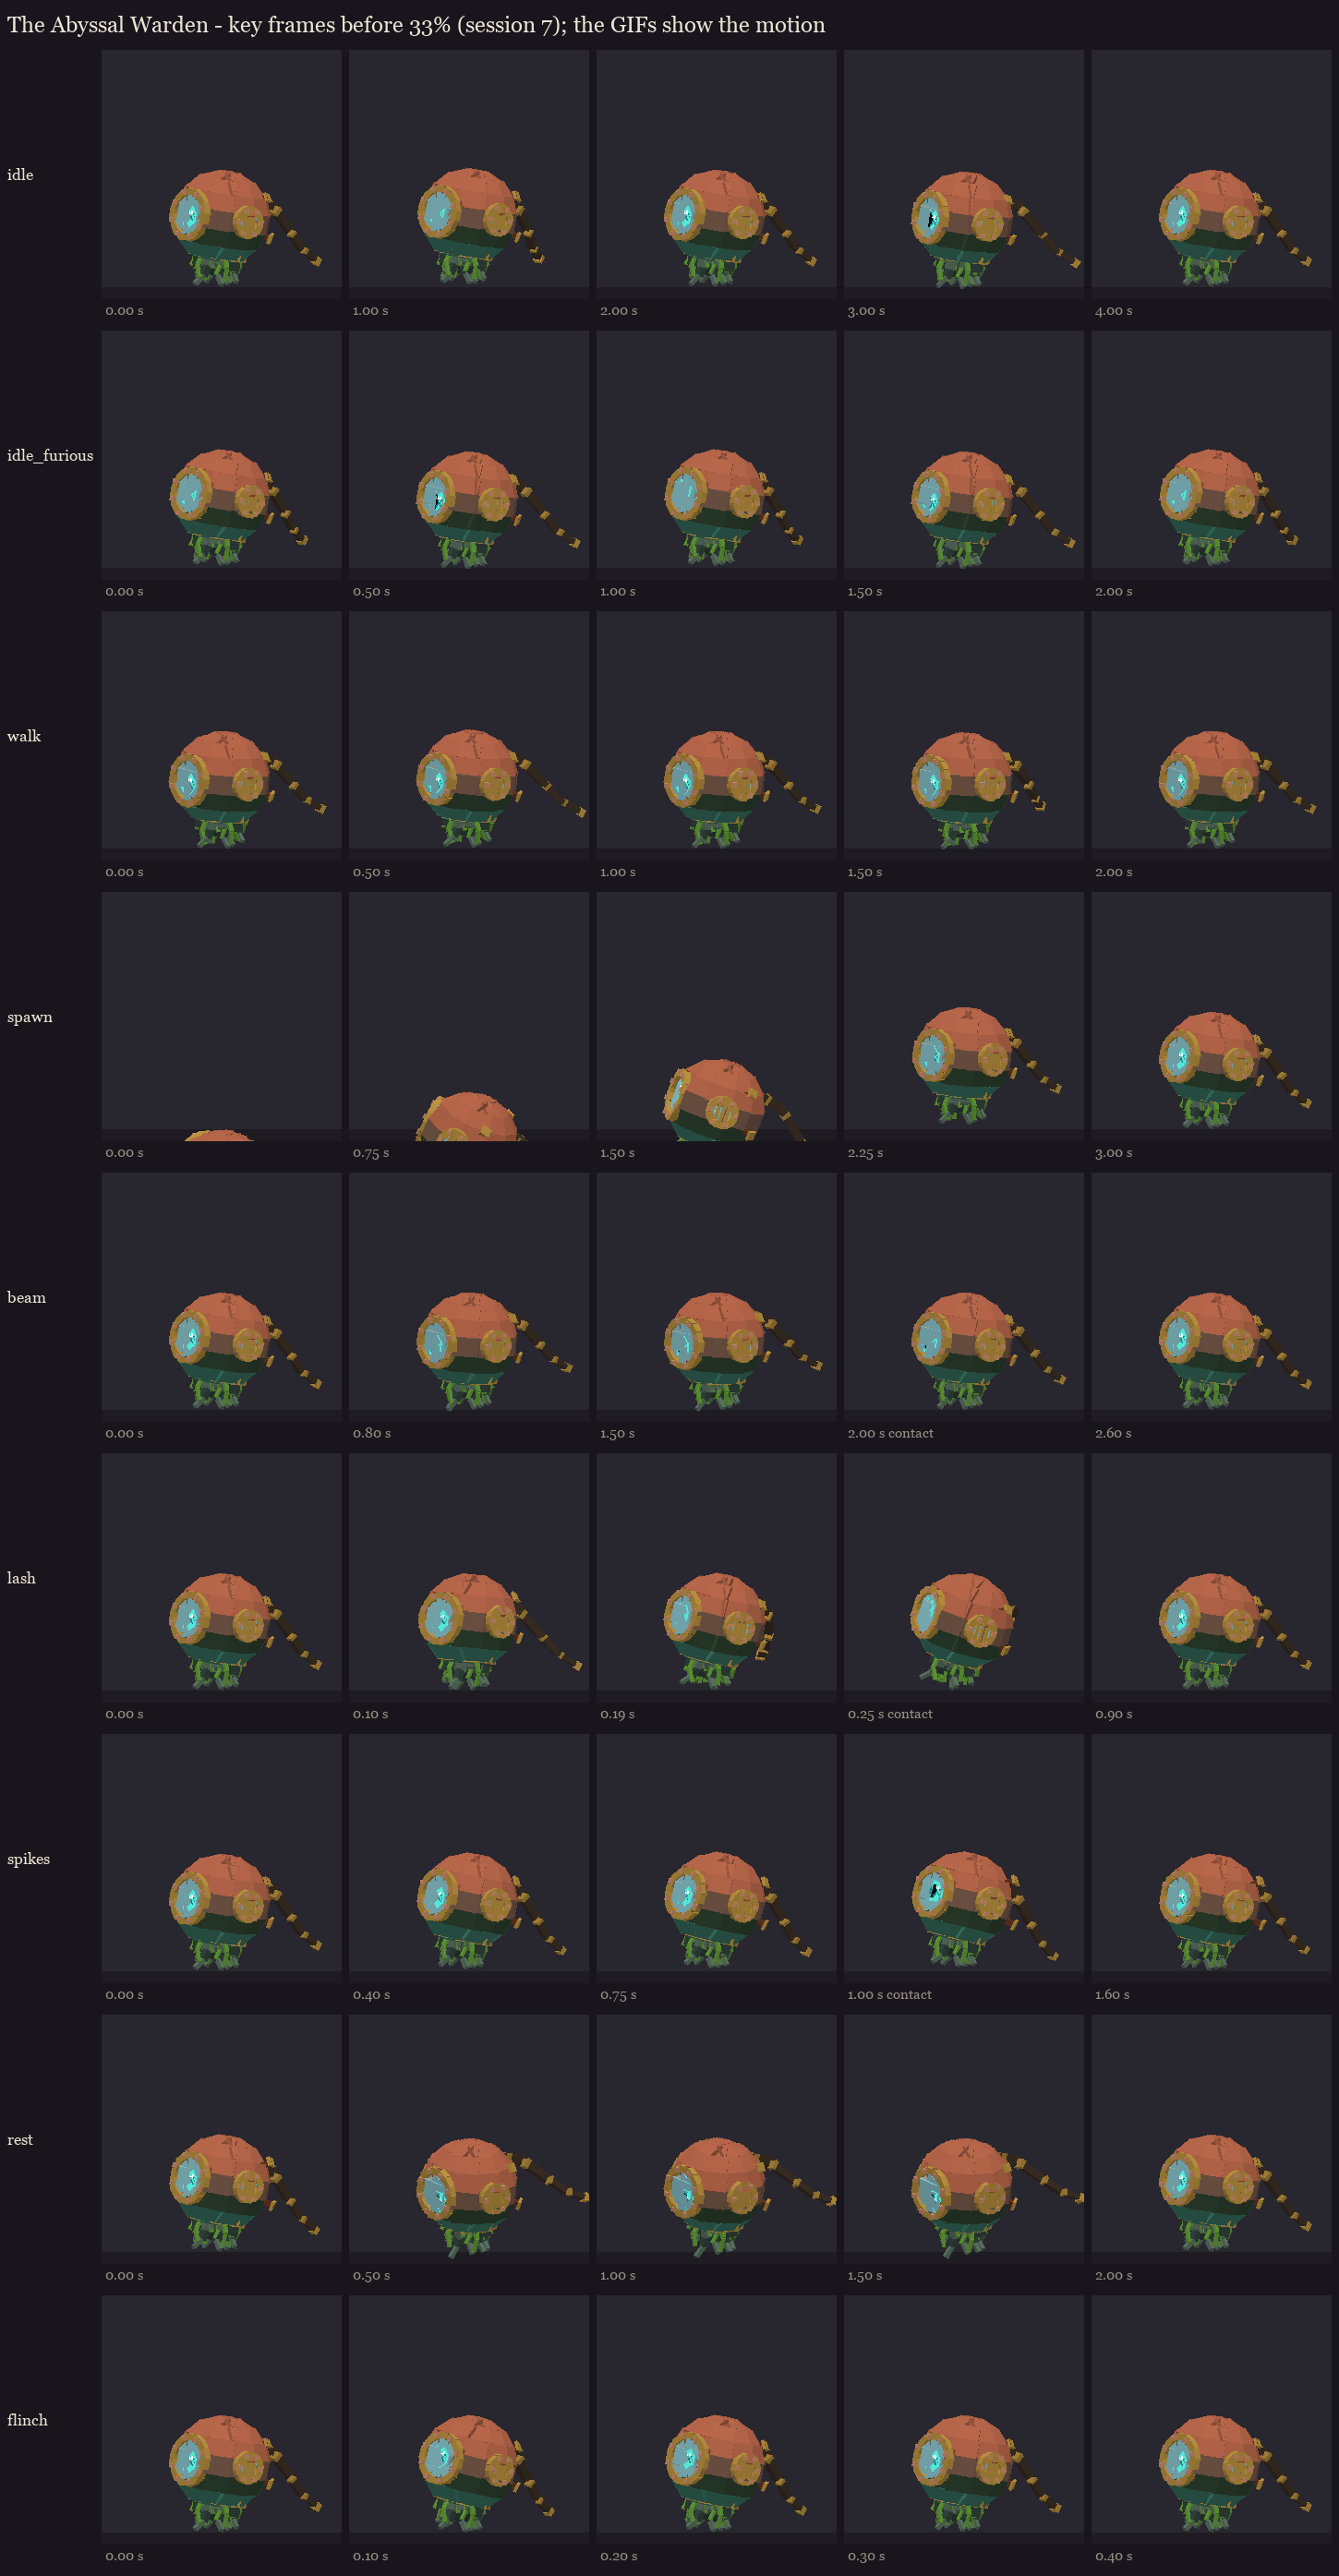 The Abyssal Warden - key frames before 33% (session 7); the GIFs show the motion
idle
0.00 s 1.00 s 2.00 s 3.00 s 4.00 s
idle_furious
0.00 s 0.50 s 1.00 s 1.50 s 2.00 s
walk
0.00 s 0.50 s 1.00 s 1.50 s 2.00 s
spawn
0.00 s 0.75 s 1.50 s 2.25 s 3.00 s
beam
0.00 s 0.80 s 1.50 s 2.00 s contact 2.60 s
lash
0.00 s 0.10 s 0.19 s 0.25 s contact 0.90 s
spikes
0.00 s 0.40 s 0.75 s 1.00 s contact 1.60 s
rest
0.00 s 0.50 s 1.00 s 1.50 s 2.00 s
flinch
0.00 s 0.10 s 0.20 s 0.30 s 0.40 s